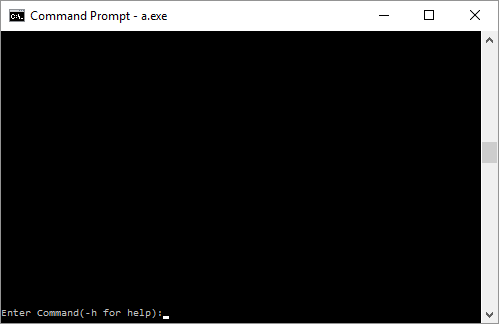 Command Prompt - a.exe
Enter Command(-h for help):